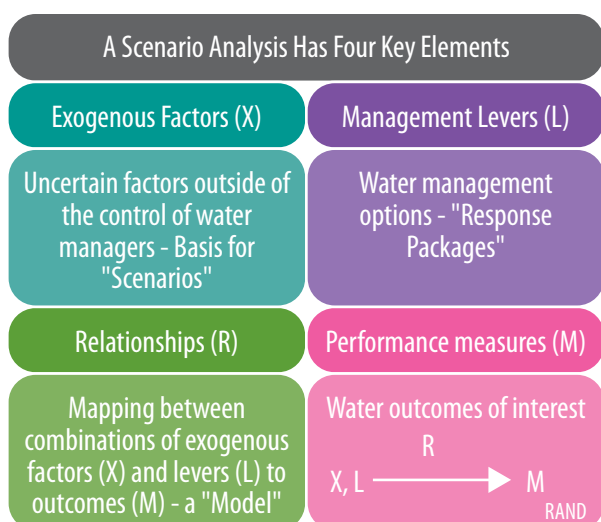 A Scenario Analysis Has Four Key Elements
Exogenous Factors (X)
Management Levers (L)
Uncertain factors outside of
the control of water
managers - Basis for
"Scenarios"
Water management
options - "Response
Packages"
Relationships (R)
Performance measures (M)
Mapping between
combinations of exogenous
factors (X) and levers (L) to
outcomes (M) - a "Model"
Water outcomes of interest
R
X, L
M
RAND